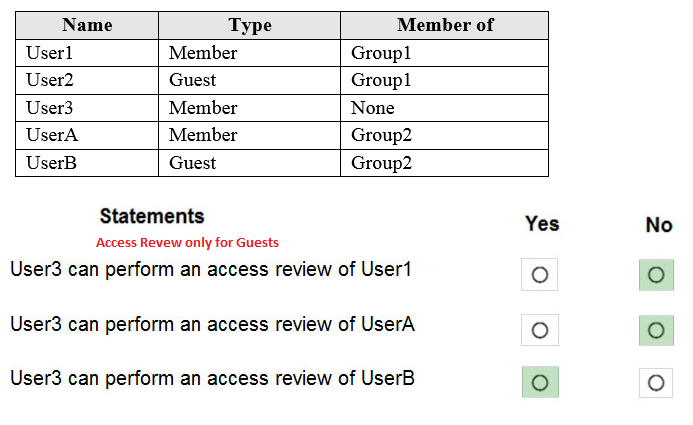 Name Type Member of
User1 Member Group1
User2 Guest Group1
User3 Member None
UserA Member Group2
UserB Guest Group2
Statements Yes No
Access Revew only for Guests
User3 can perform an access review of User1
User3 can perform an access review of UserA
User3 can perform an access review of UserB